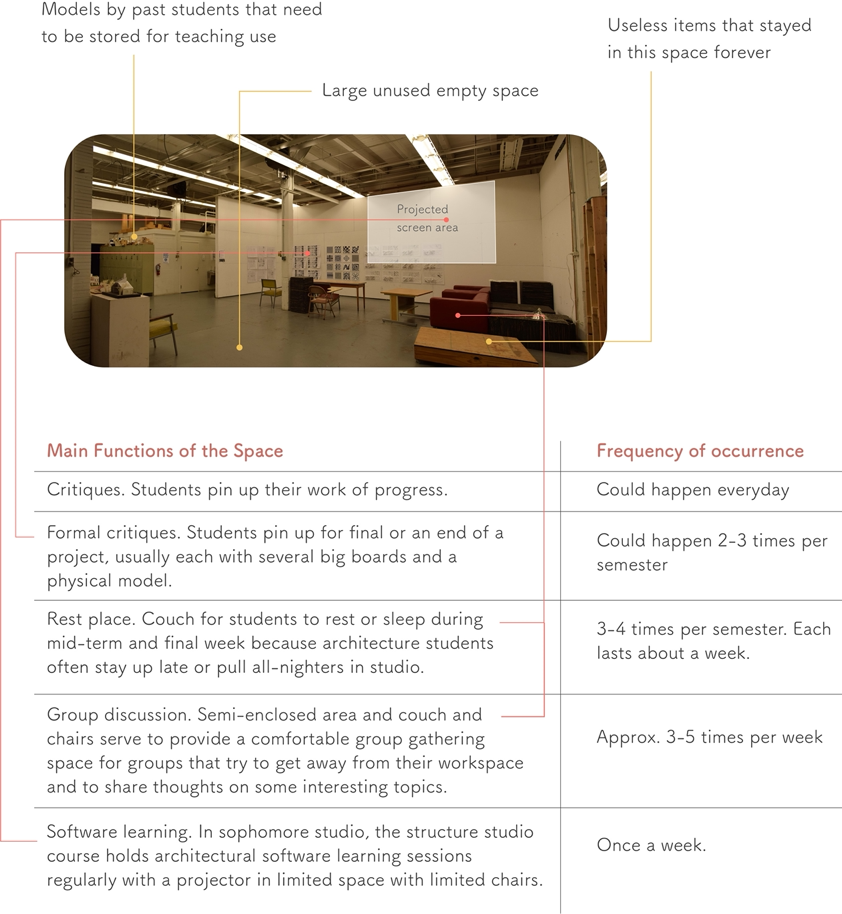 Models by past students that need
to be stored for teaching use
Useless items that stayed
in this space forever
Large unused empty space
Projected
screen area
Main Functions of the Space
Frequency of occurrence
Critiques. Students pin up their work of progress.
Could happen everyday
Formal critiques. Students pin up for final or an end of a
project, usually each with several big boards and a
physical model.
Could happen 2-3 times per
semester
Rest place. Couch for students to rest or sleep during
mid-term and final week because architecture students
often stay up late or pull all-nighters in studio.
3-4 times per semester. Each
lasts about a week.
Group discussion. Semi-enclosed area and couch and
chairs serve to provide a comfortable group gathering
space for groups that try to get away from their workspace
and to share thoughts on some interesting topics.
Approx. 3-5 times per week
Software learning. In sophomore studio, the structure studio
course holds architectural software learning sessions
regularly with a projector in limited space with limited chairs.
Once a week.